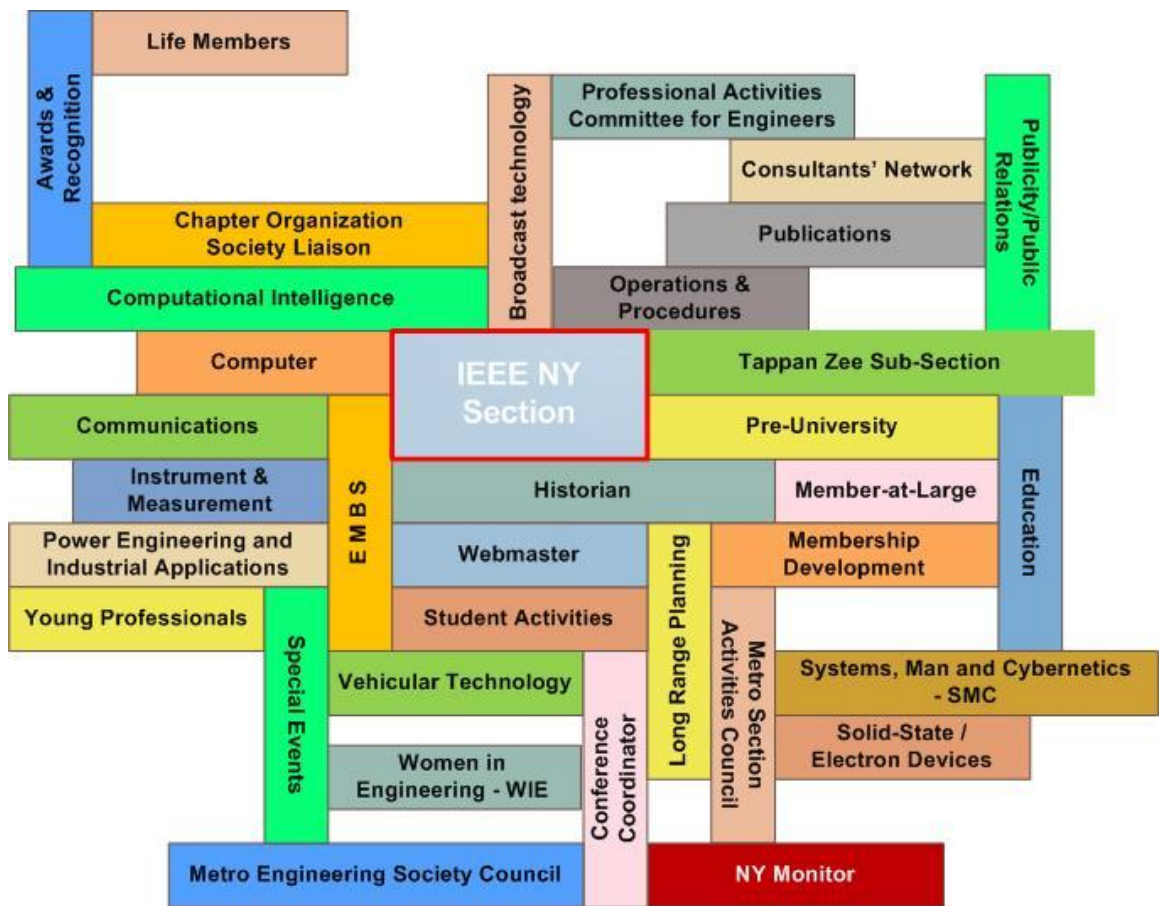 Life Members
Awards &
Recognition
Broadcast technology
Professional Activities
Committee for Engineers
Publicity/Public
Relations
Consultants' Network
Chapter Organization
Society Liaison
Publications
Computational Intelligence
Operations &
Procedures
Computer
IEEE NY
Section
Tappan Zee Sub-Section
Communications
Pre-University
EMBS
Instrument &
Measurement
Historian
Member-at-Large
Education
Power Engineering and
Industrial Applications
Webmaster
Long Range Planning
Membership
Development
Young Professionals
Special Events
Student Activities
Metro Section
Activities Council
Vehicular Technology
Conference
Coordinator
Systems, Man and Cybernetics
- SMC
Solid-State /
Electron Devices
Women in
Engineering - WIE
Metro Engineering Society Council
NY Monitor